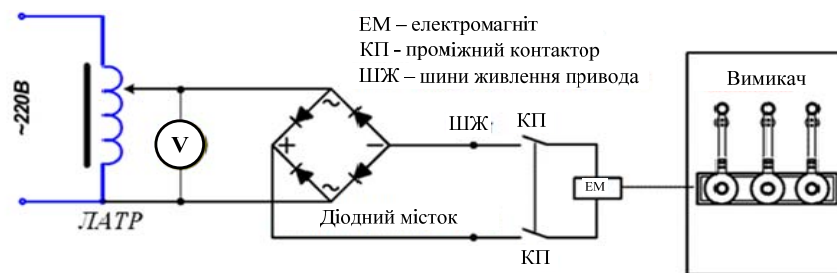 ЕМ – електромагніт
КП - проміжний контактор
ШЖ – шини живлення привода
~220В
V
ЛАТР
~
+
–
~
Діодний місток
ШЖ
КП
КП
ЕМ
Вимикач